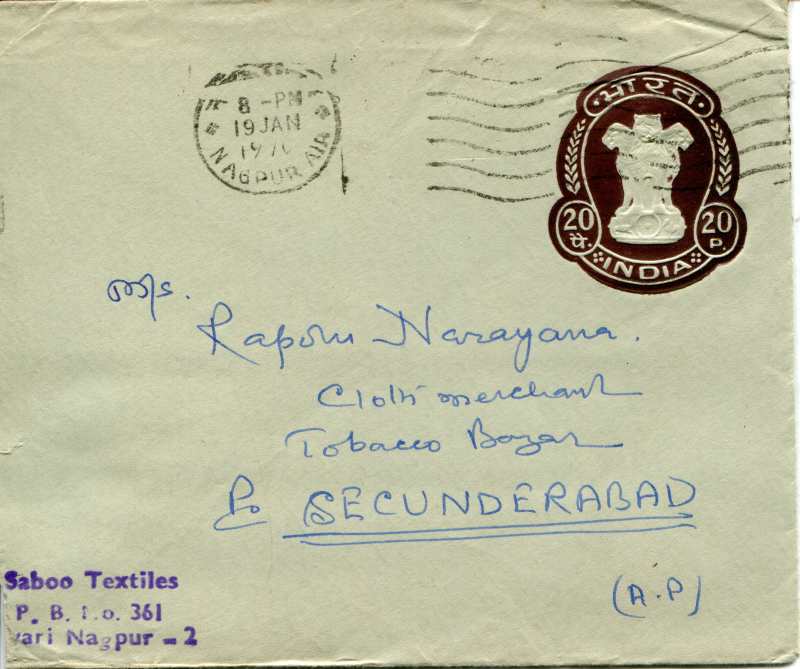 8-PM
19 JAN
NAGPUR AIR
भारत
20 पै.
20 P.
INDIA
M/s.
Rapolu Narayana.
Cloth merchant
Tobacco Bazar
Po SECUNDERABAD
(A.P)
Saboo Textiles
P. B. No. 361
Nagpur - 2